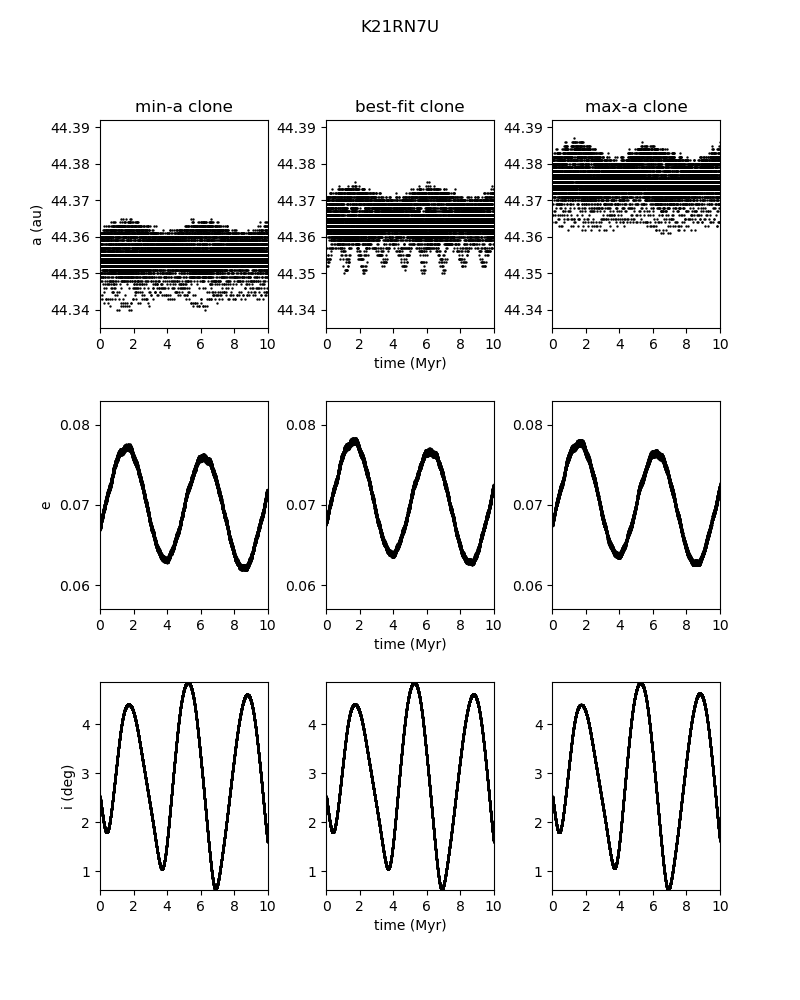 K21RN7U
min-a clone best-fit clone max-a clone
44.39 44.39 44.39
44.38 44.38 44.38
44.37 44.37 44.37
a (au)
44.36 44.36 44.36
44.35 44.35 44.35
44.34 44.34 44.34
0 2 4 6 8 10 0 2 4 6 8 10 0 2 4 6 8 10
time (Myr)
0.08 0.08 0.08
e
0.07 0.07 0.07
0.06 0.06 0.06
0 2 4 6 8 10 0 2 4 6 8 10 0 2 4 6 8 10
time (Myr)
4 4 4
i (deg)
3 3 3
2 2 2
1 1 1
0 2 4 6 8 10 0 2 4 6 8 10 0 2 4 6 8 10
time (Myr)